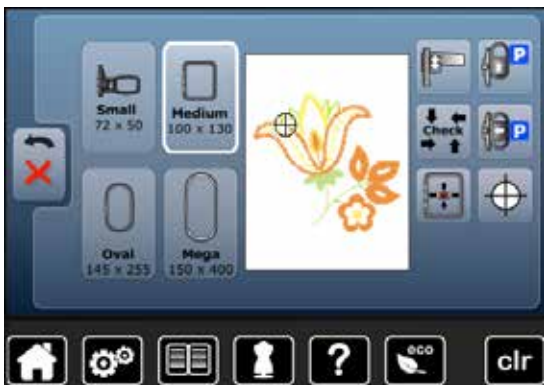 Small
72 x 50
Medium
100 x 130
Check
P
P
Oval
145 x 255
Mega
150 x 400
?
eco
clr